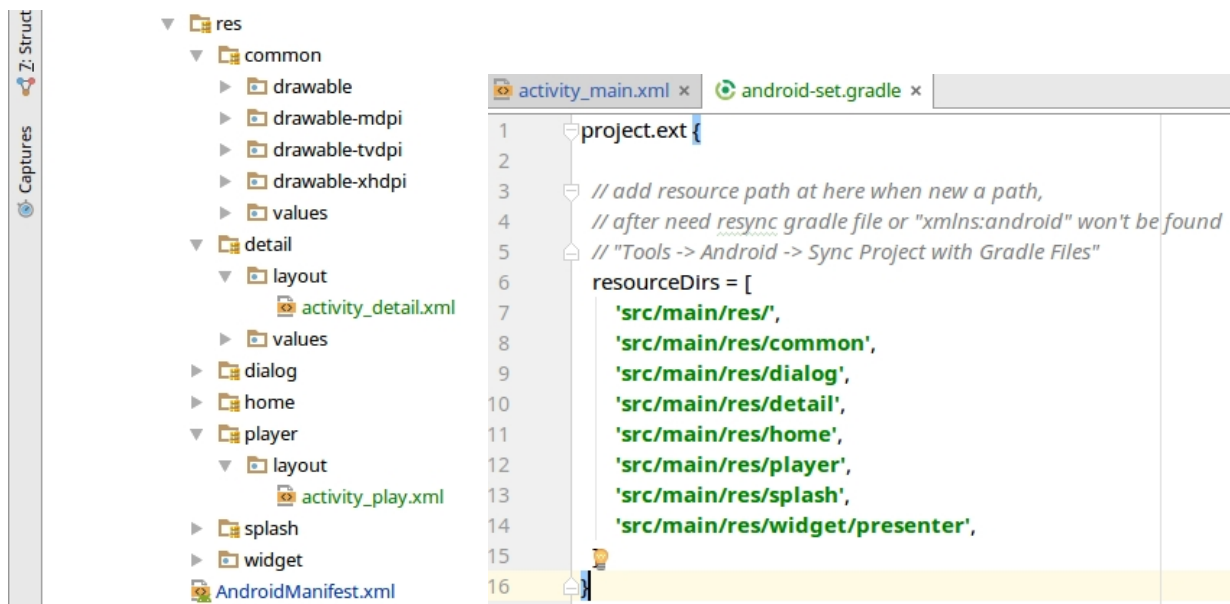 7: Struct
Captures
res
common
drawable
drawable-mdpi
drawable-tvdpi
drawable-xhdpi
values
detail
layout
activity_detail.xml
values
dialog
home
player
layout
activity_play.xml
splash
widget
AndroidManifest.xml
activity_main.xml × android-set.gradle ×
1 project.ext {
2
3 // add resource path at here when new a path,
4 // after need resync gradle file or "xmlns:android" won't be found
5 // "Tools -> Android -> Sync Project with Gradle Files"
6 resourceDirs = [
7 'src/main/res/',
8 'src/main/res/common',
9 'src/main/res/dialog',
10 'src/main/res/detail',
11 'src/main/res/home',
12 'src/main/res/player',
13 'src/main/res/splash',
14 'src/main/res/widget/presenter',
15
16 }